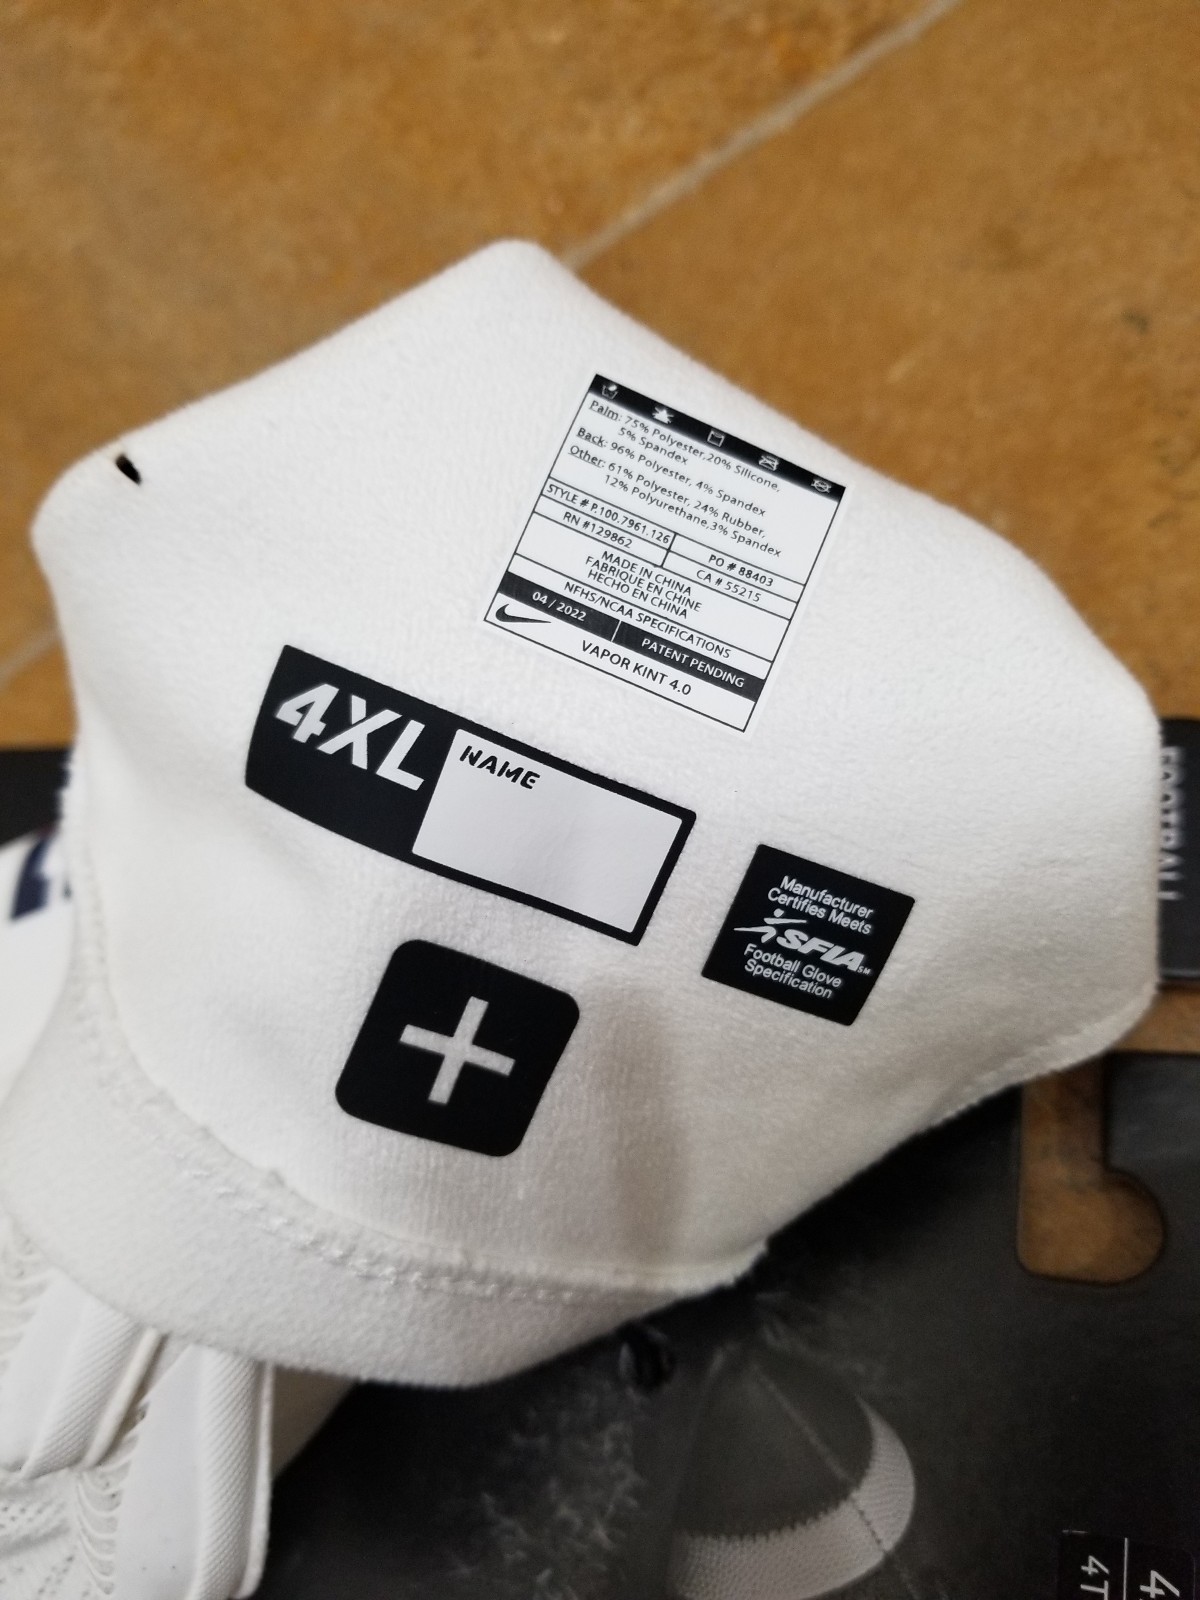 Palm: 75% Polyester,20% Silicone,
5% Spandex
Back: 96% Polyester, 4% Spandex
Other: 61% Polyester, 24% Rubber,
12% Polyurethane,3% Spandex
STYLE # P.100.7961.126
PO # 88403
RN #129862
CA # 55215
MADE IN CHINA
FABRIQUE EN CHINE
HECHO EN CHINA
NFHS/NCAA SPECIFICATIONS
04 / 2022
PATENT PENDING
VAPOR KINT 4.0
4XL
NAME
Manufacturer
Certifies Meets
SFIA SM
Football Glove
Specification
FOOTBALL